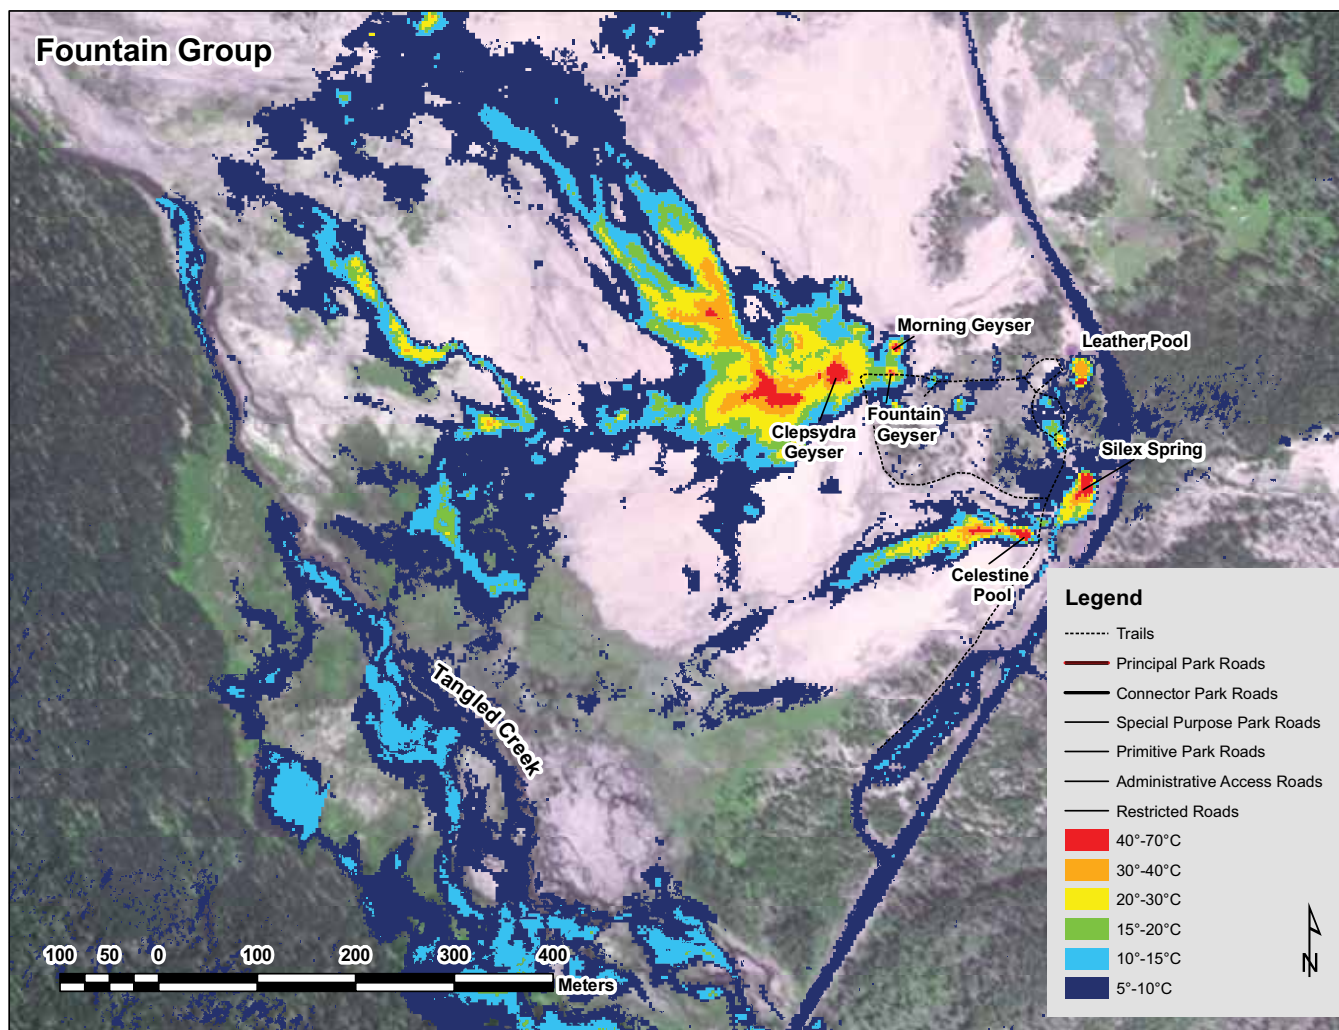 Fountain Group
Morning Geyser
Leather Pool
Fountain
Geyser
Clepsydra
Geyser
Silex Spring
Celestine
Pool
Tangled Creek
Legend
Trails
Principal Park Roads
Connector Park Roads
Special Purpose Park Roads
Primitive Park Roads
Administrative Access Roads
Restricted Roads
40°-70°C
30°-40°C
20°-30°C
15°-20°C
10°-15°C
5°-10°C
N
100 50 0 100 200 300 400
Meters